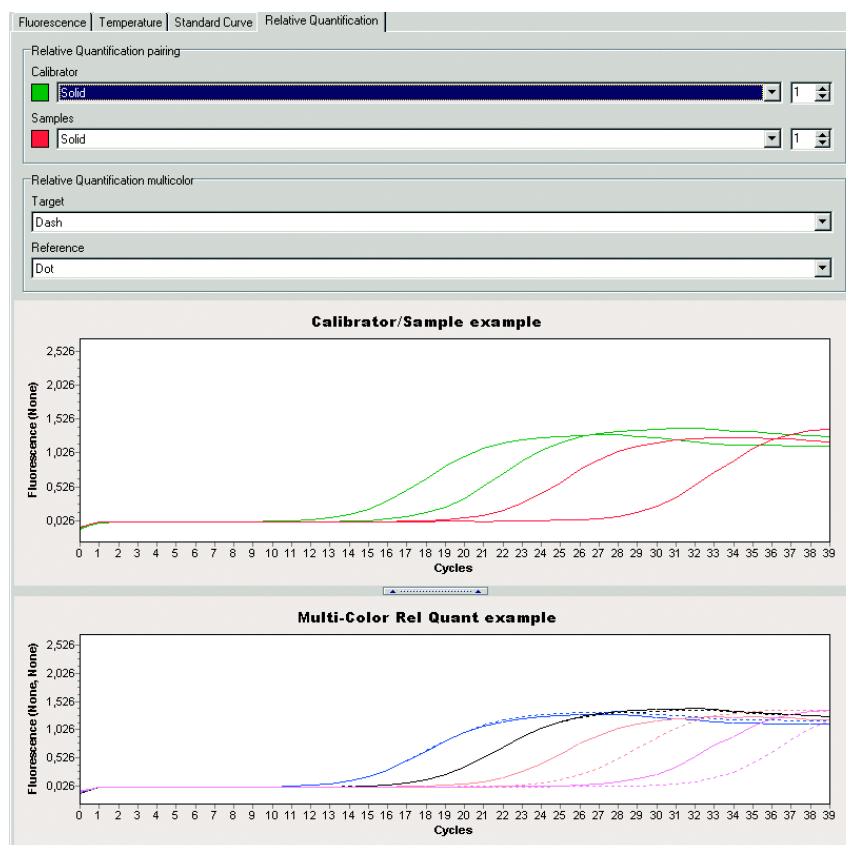 Fluorescence Temperature Standard Curve Relative Quantification
Relative Quantification pairing
Calibrator
Solid 1
Samples
Solid 1
Relative Quantification multicolor
Target
Dash
Reference
Dot
Calibrator/Sample example
Fluorescence (None)
2,526
2,026
1,526
1,026
0,526
0,026
0 1 2 3 4 5 6 7 8 9 10 11 12 13 14 15 16 17 18 19 20 21 22 23 24 25 26 27 28 29 30 31 32 33 34 35 36 37 38 39
Cycles
Multi-Color Rel Quant example
Fluorescence (None, None)
2,526
2,026
1,526
1,026
0,526
0,026
0 1 2 3 4 5 6 7 8 9 10 11 12 13 14 15 16 17 18 19 20 21 22 23 24 25 26 27 28 29 30 31 32 33 34 35 36 37 38 39
Cycles